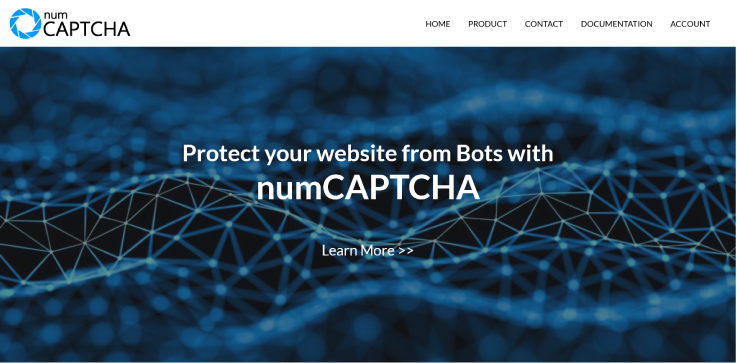 num
CAPTCHA
HOME PRODUCT CONTACT DOCUMENTATION ACCOUNT
Protect your website from Bots with
numCAPTCHA
Learn More >>